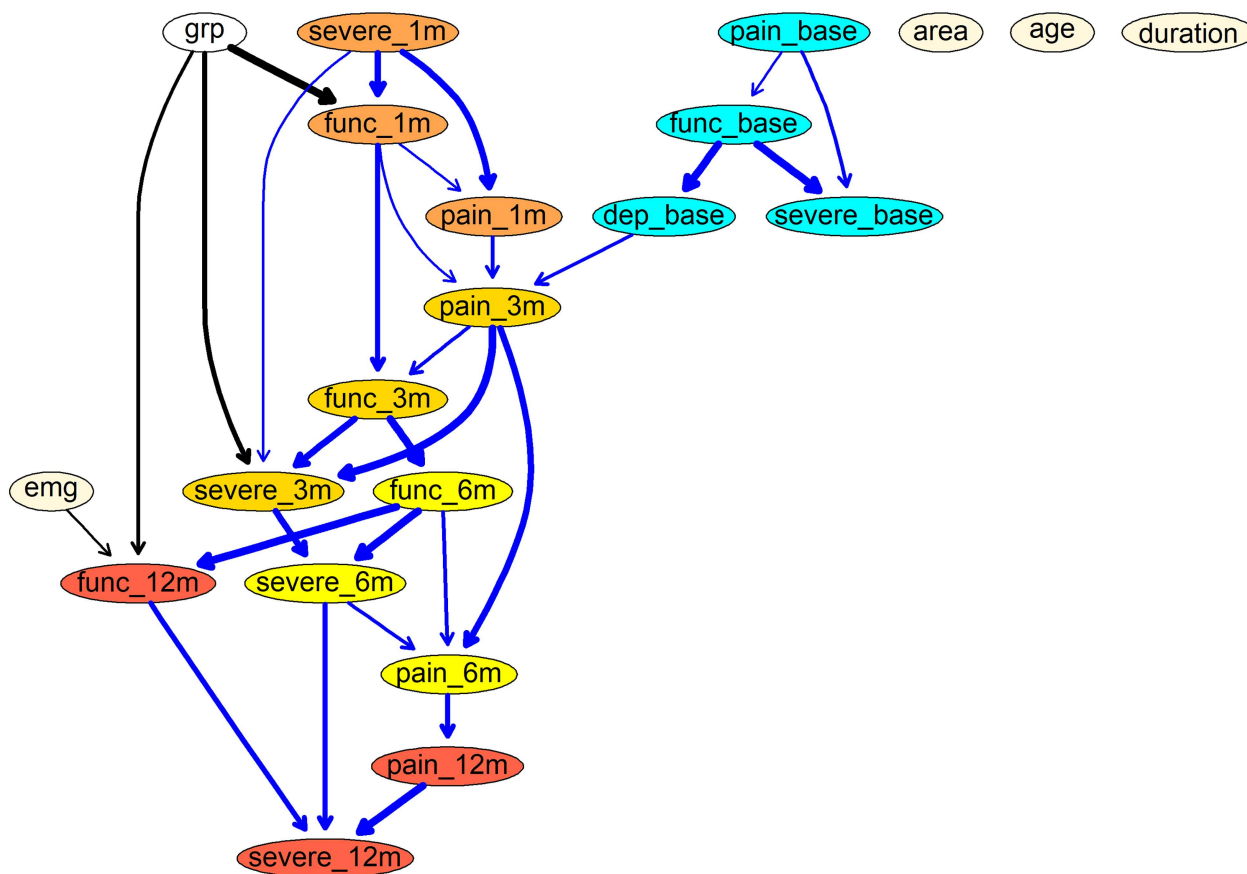 grp severe_1m pain_base area age duration
func_1m func_base
pain_1m dep_base severe_base
pain_3m
func_3m
emg severe_3m func_6m
func_12m severe_6m
pain_6m
pain_12m
severe_12m